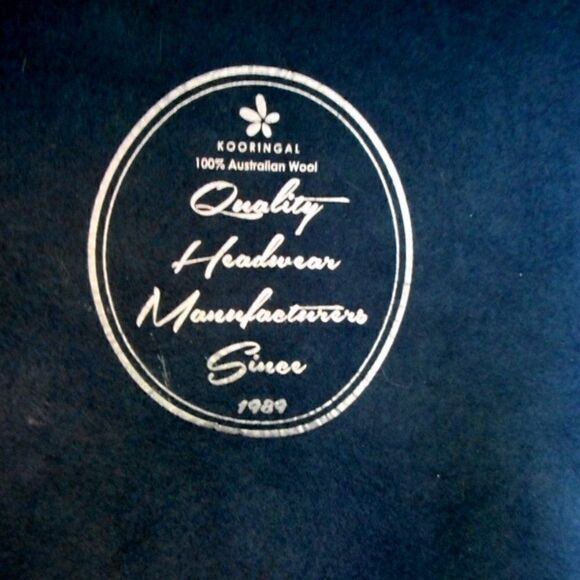 KOORINGAL
100% Australian Wool
Quality
Headwear
Manufacturers
Since
1989